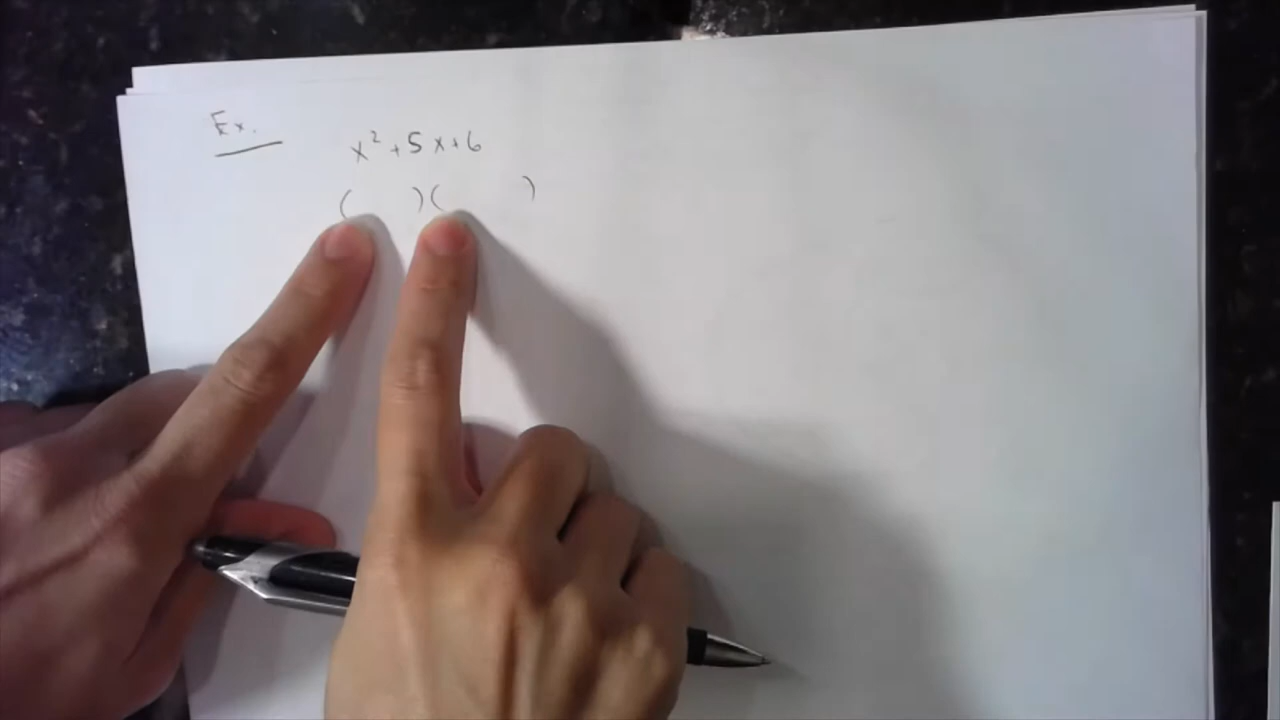 Ex.
x² + 5x + 6
( )( )